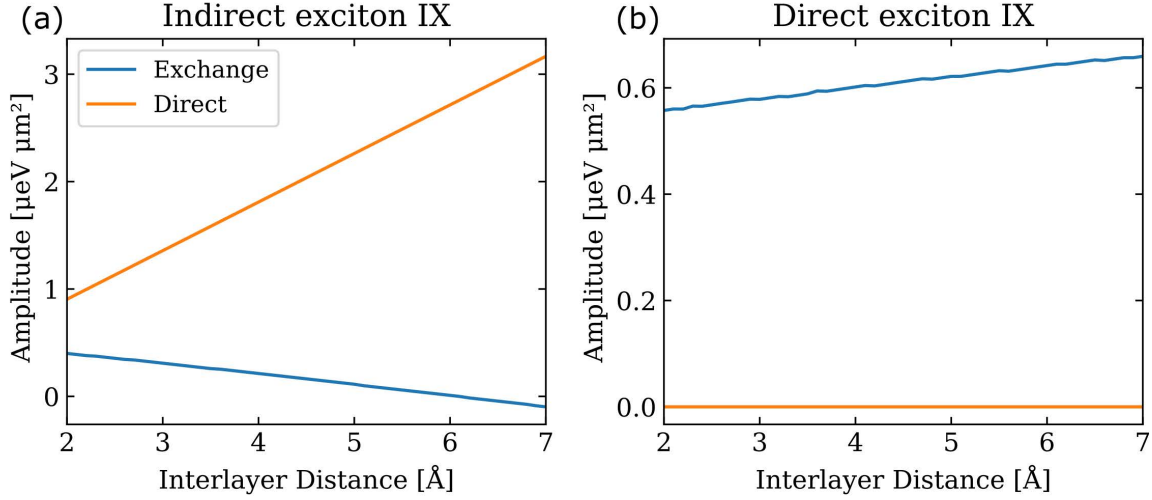 (a) Indirect exciton IX
Amplitude [μeV μm²]
3
2
1
0
Exchange
Direct
2 3 4 5 6 7
Interlayer Distance [Å]
(b) Direct exciton IX
Amplitude [μeV μm²]
0.6
0.4
0.2
0.0
2 3 4 5 6 7
Interlayer Distance [Å]